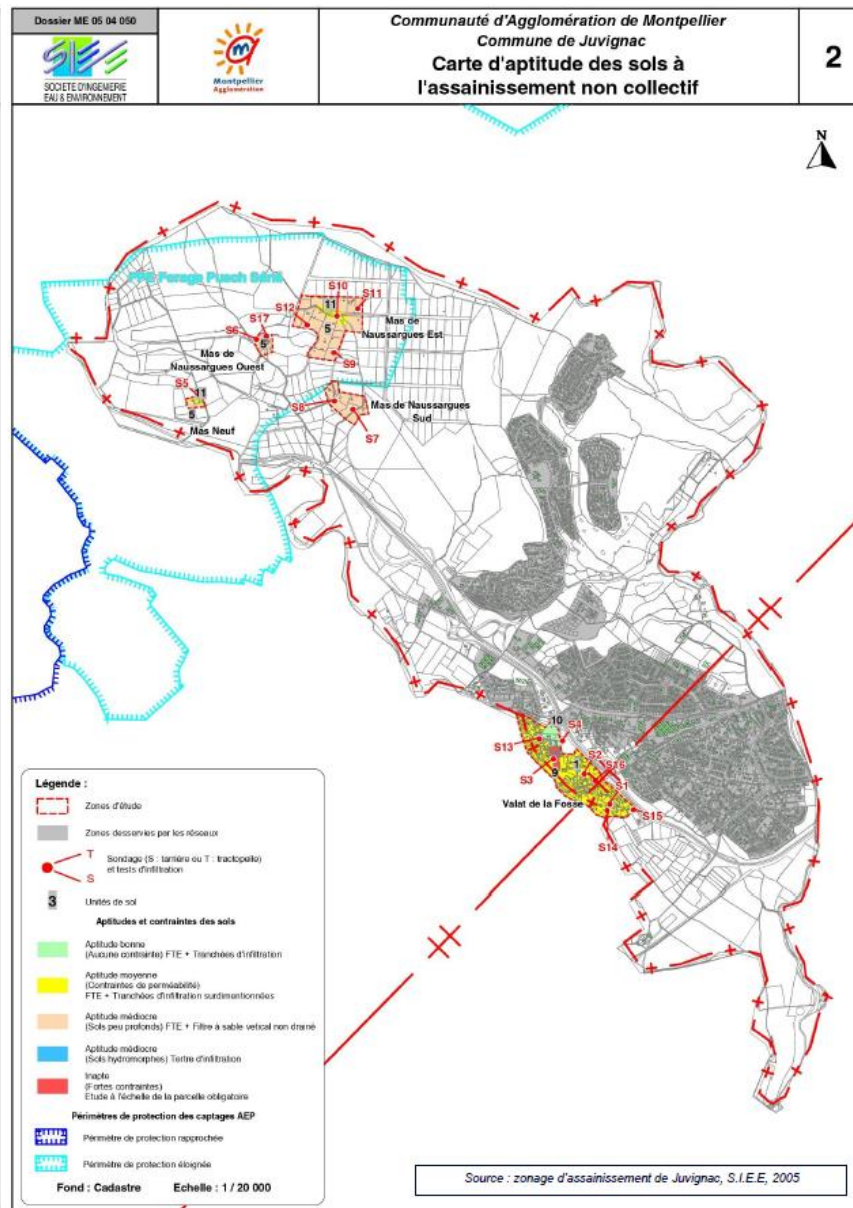 Dossier ME 05 04 050
SIEE
SOCIETE D'INGENIERIE
EAU & ENVIRONNEMENT
m
Montpellier
Agglomération
Communauté d'Agglomération de Montpellier
Commune de Juvignac
Carte d'aptitude des sols à
l'assainissement non collectif
2
N
PPE Forage Puech Sérié
S10
S11
11
S12
S17
5
Mas de
Naussargues Est
S6
5
S9
Mas de
Naussargues Ouest
S5
11
S8
Mas de Naussargues
Sud
5
S7
Mas Neuf
10
S4
S13
S2
S16
S3
1
9
S1
Valat de la Fosse
S15
S14
Légende :
Zones d'étude
Zones desservies par les réseaux
T
Sondage (S : tarrière ou T : tractopelle)
et tests d'infiltration
S
3
Unités de sol
Aptitudes et contraintes des sols
Aptitude bonne
(Aucune contrainte) FTE + Tranchées d'infiltration
Aptitude moyenne
(Contraintes de perméabilité)
FTE + Tranchées d'infiltration surdimentionnées
Aptitude médiocre
(Sols peu profonds) FTE + Filtre à sable vetical non drainé
Aptitude médiocre
(Sols hydromorphes) Tertre d'infiltration
Inapte
(Fortes contraintes)
Etude à l'échelle de la parcelle obligatoire
Périmètres de protection des captages AEP
Périmètre de protection rapprochée
Périmètre de protection éloignée
Fond : Cadastre Echelle : 1 / 20 000
Source : zonage d'assainissement de Juvignac, S.I.E.E, 2005